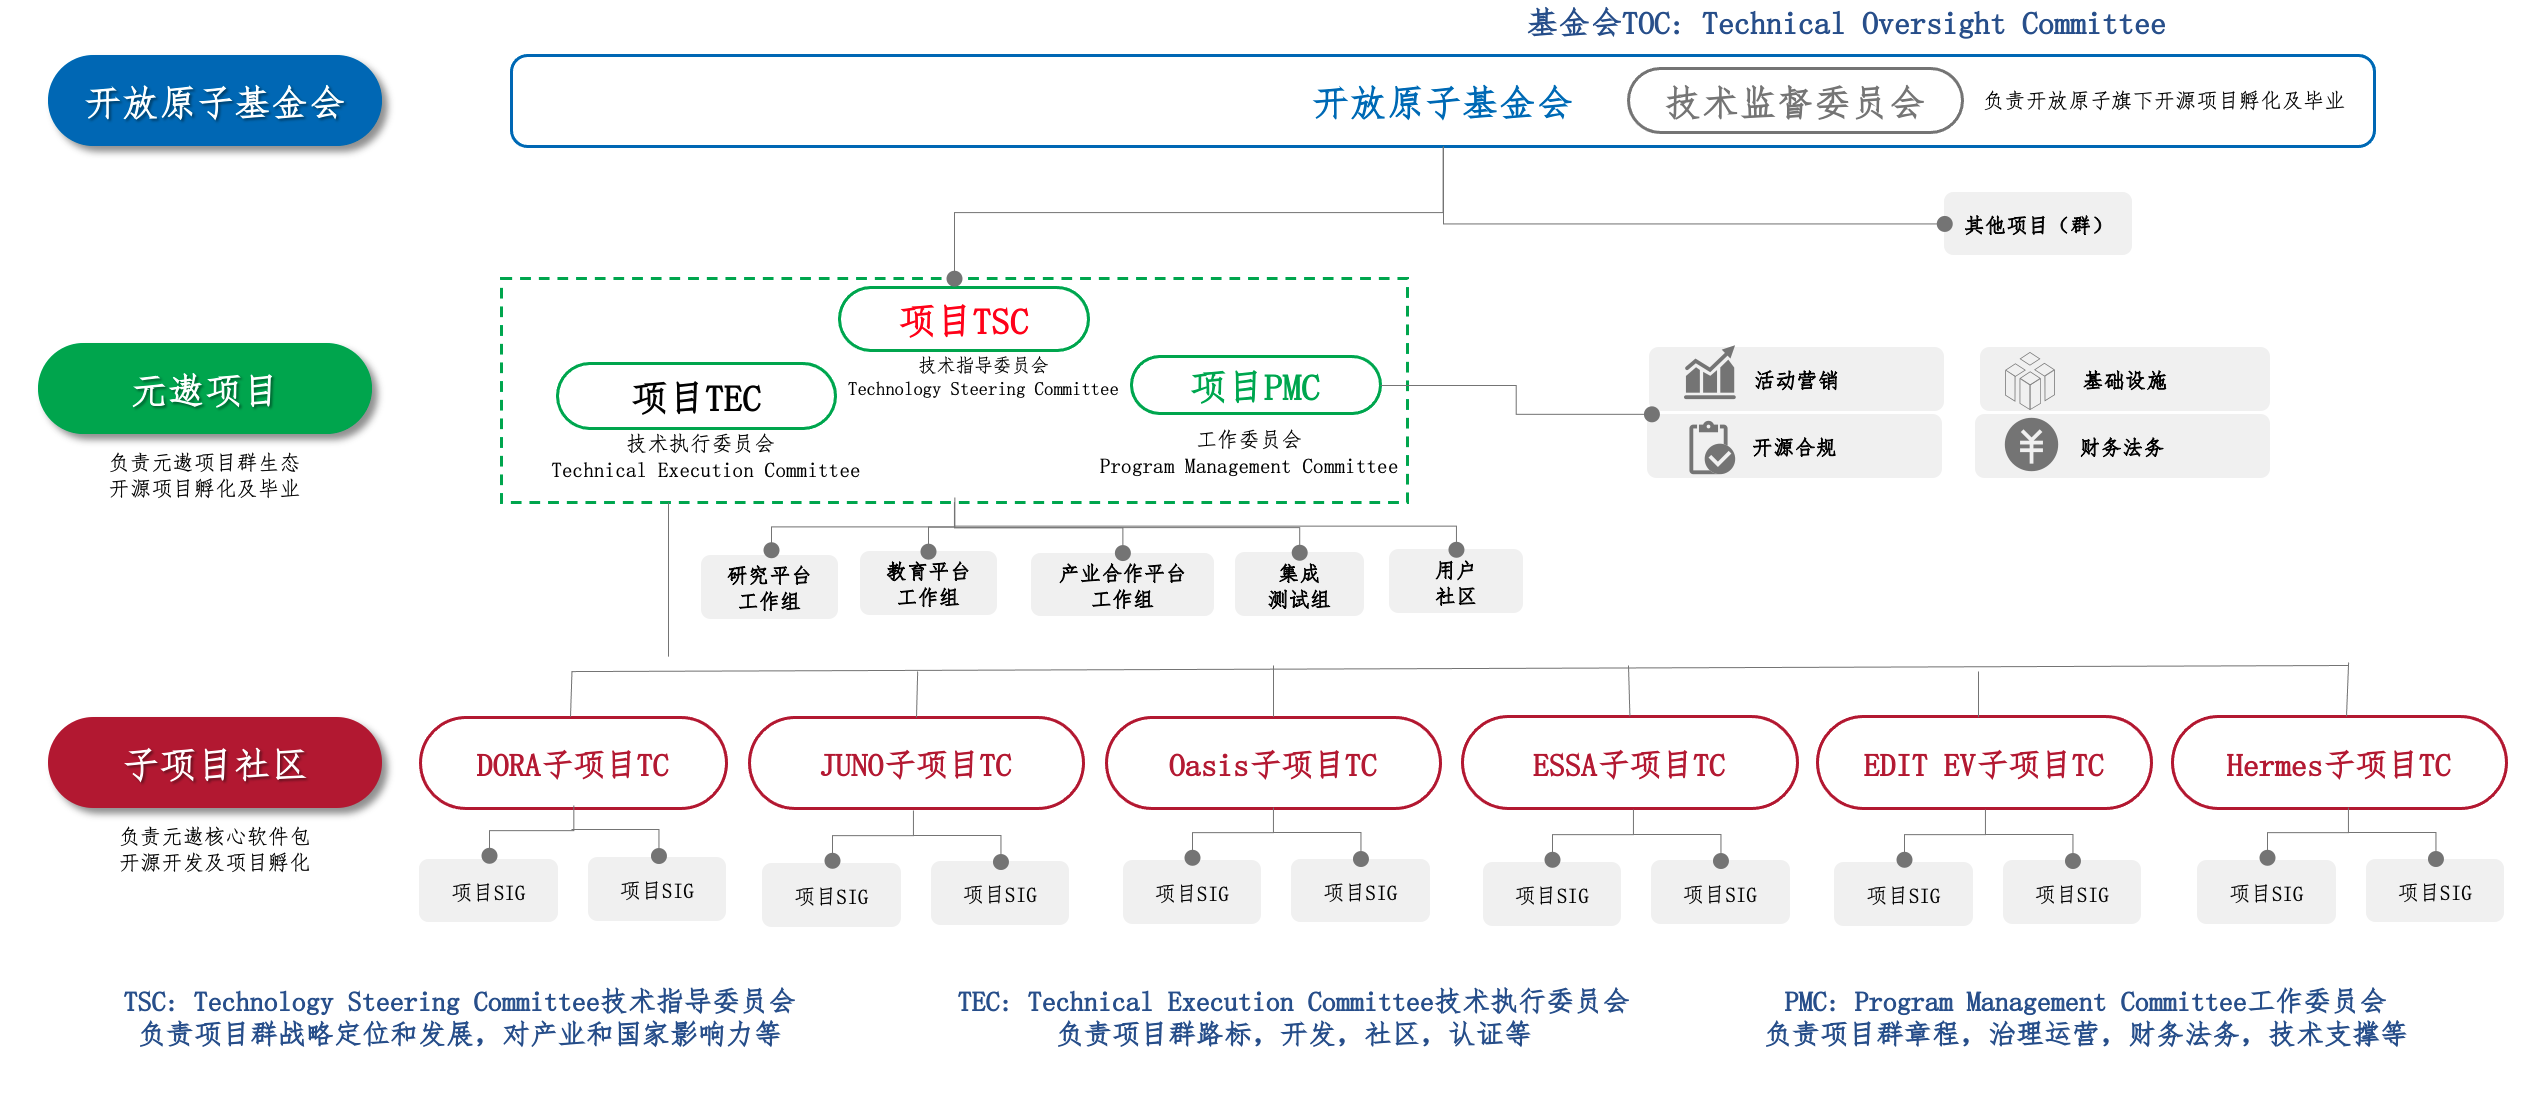 基金会TOC: Technical Oversight Committee
开放原子基金会
开放原子基金会
技术监督委员会
负责开放原子旗下开源项目孵化及毕业
其他项目（群）
元遨项目
负责元遨项目群生态
开源项目孵化及毕业
项目TSC
技术指导委员会
Technology Steering Committee
项目TEC
技术执行委员会
Technical Execution Committee
项目PMC
工作委员会
Program Management Committee
活动营销
基础设施
开源合规
财务法务
研究平台
工作组
教育平台
工作组
产业合作平台
工作组
集成
测试组
用户
社区
子项目社区
负责元遨核心软件包
开源开发及项目孵化
DORA子项目TC
JUNO子项目TC
Oasis子项目TC
ESSA子项目TC
EDIT EV子项目TC
Hermes子项目TC
项目SIG
项目SIG
项目SIG
项目SIG
项目SIG
项目SIG
项目SIG
项目SIG
项目SIG
项目SIG
项目SIG
项目SIG
TSC: Technology Steering Committee技术指导委员会
负责项目群战略定位和发展，对产业和国家影响力等
TEC: Technical Execution Committee技术执行委员会
负责项目群路标，开发，社区，认证等
PMC: Program Management Committee工作委员会
负责项目群章程，治理运营，财务法务，技术支撑等